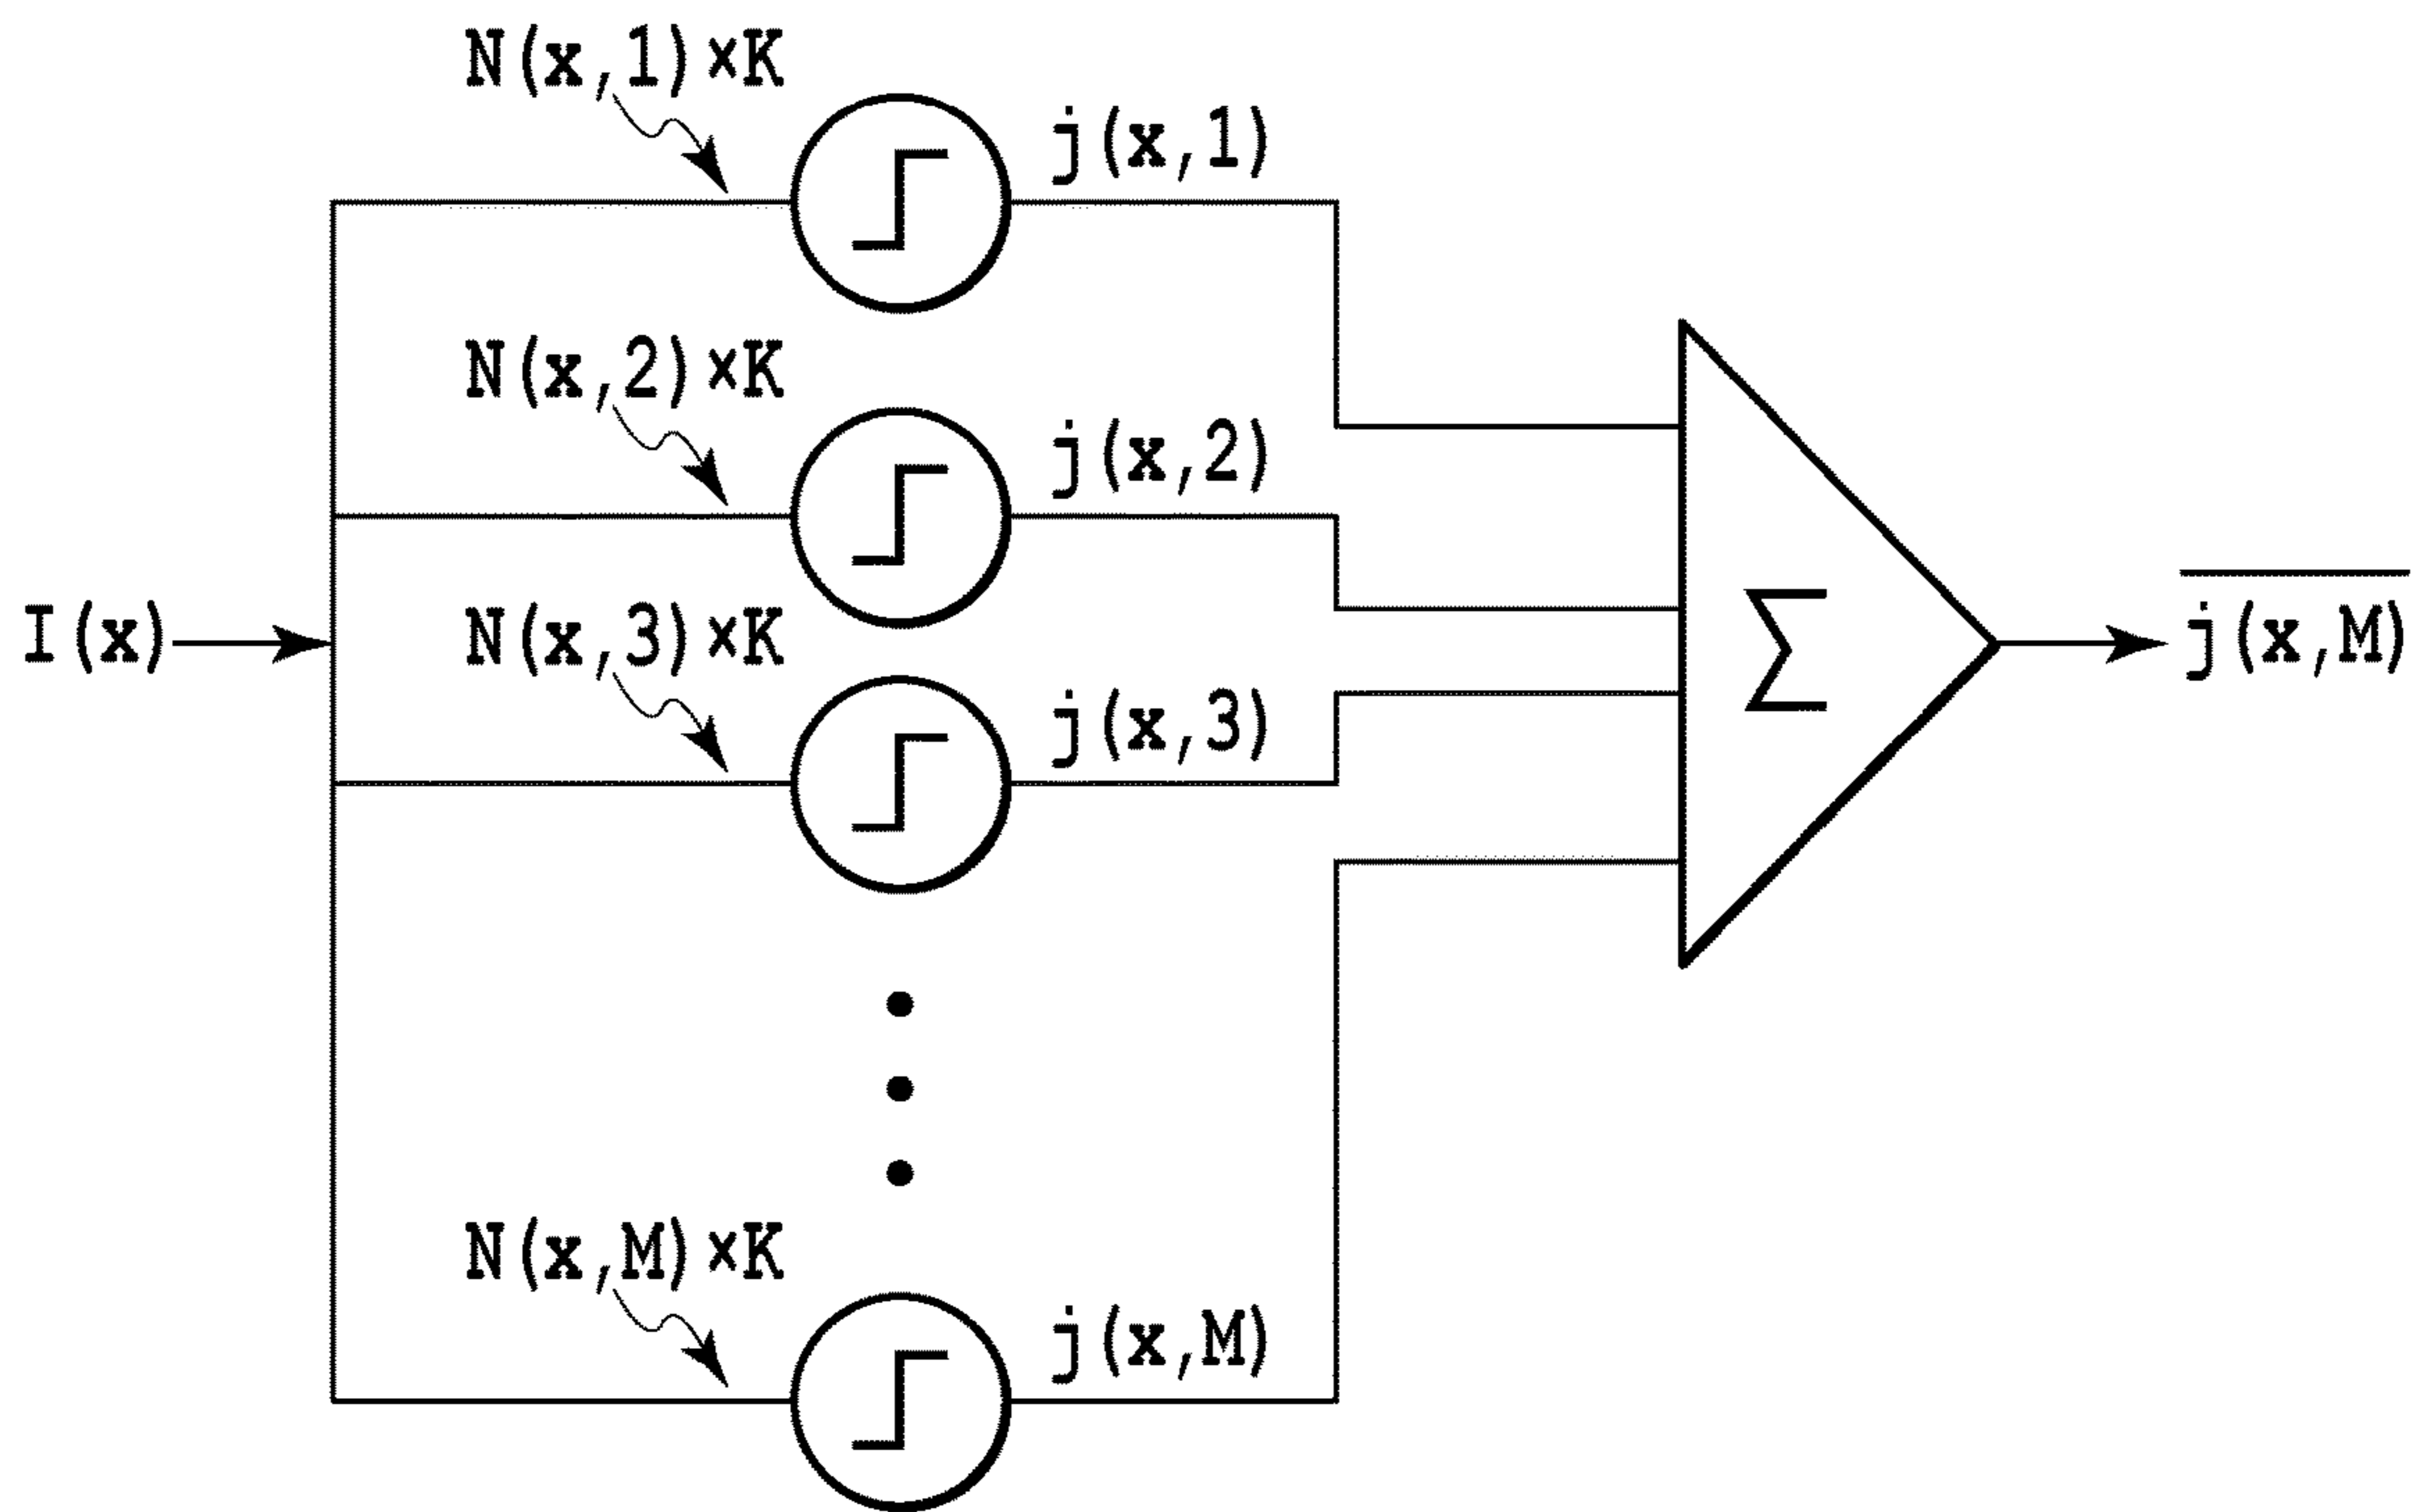 N(x,1)×K
j(x,1)
N(x,2)×K
j(x,2)
I(x)
N(x,3)×K
j(x,3)
Σ
j(x,M)
N(x,M)×K
j(x,M)